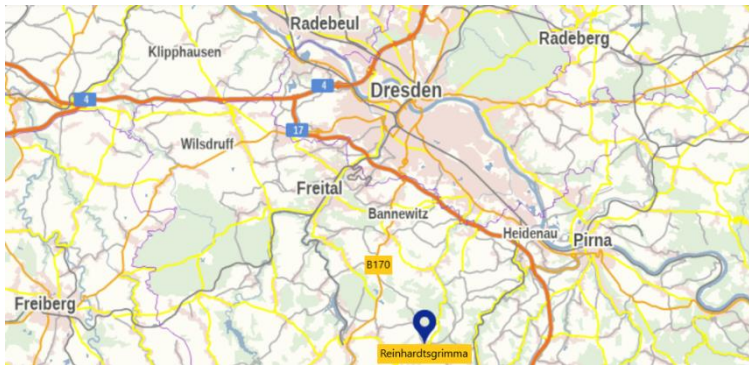 Radebeul
Radeberg
Klipphausen
4
Dresden
4
17
Wilsdruff
Freital
Bannewitz
Heidenau
Pirna
B170
Freiberg
Reinhardtsgrimma